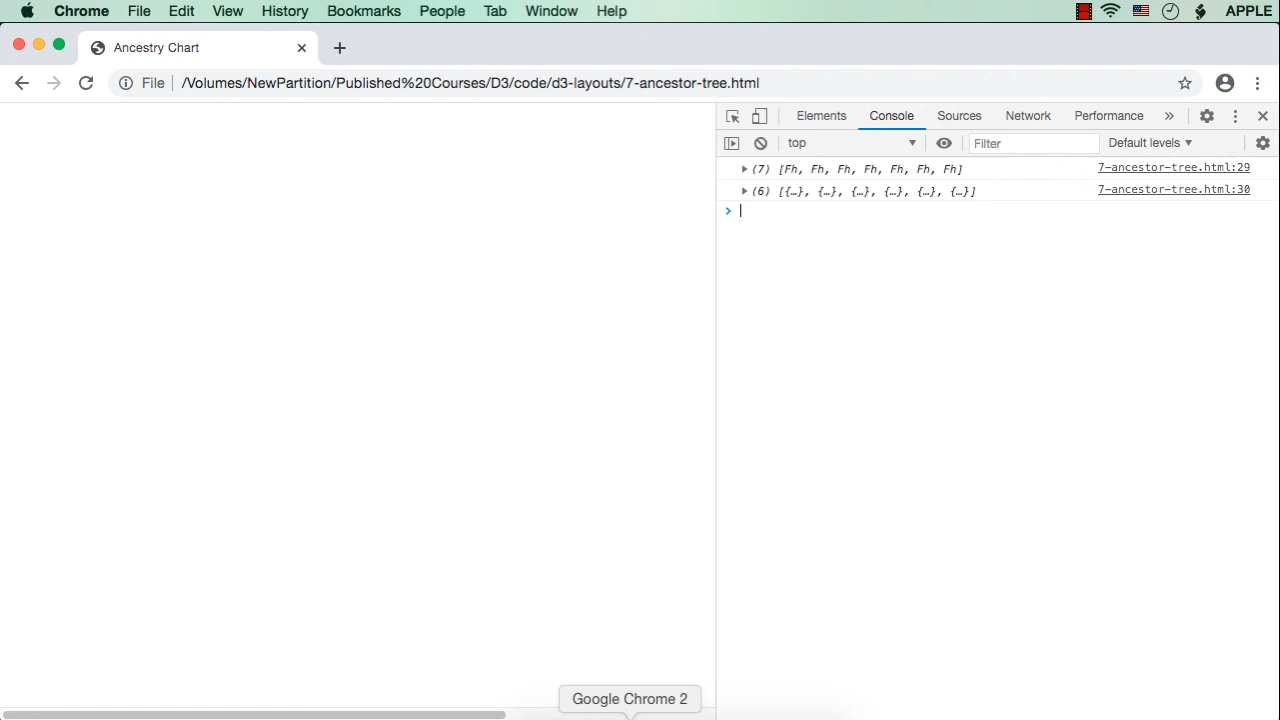 Chrome File Edit View History Bookmarks People Tab Window Help APPLE
Ancestry Chart
File /Volumes/NewPartition/Published%20Courses/D3/code/d3-layouts/7-ancestor-tree.html
Elements Console Sources Network Performance »
top Filter Default levels
(7) [Fh, Fh, Fh, Fh, Fh, Fh, Fh] 7-ancestor-tree.html:29
(6) [{…}, {…}, {…}, {…}, {…}, {…}] 7-ancestor-tree.html:30
Google Chrome 2